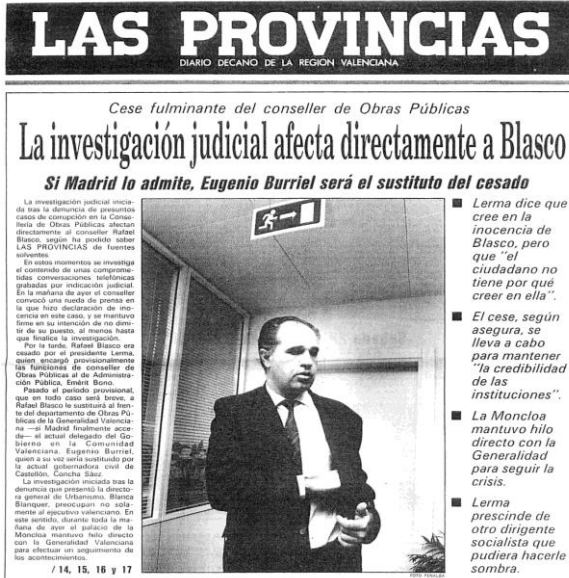 LAS PROVINCIAS
DIARIO DECANO DE LA REGION VALENCIANA
Cese fulminante del conseller de Obras Públicas
La investigación judicial afecta directamente a Blasco
Si Madrid lo admite, Eugenio Burriel será el sustituto del cesado
La investigación judicial inicia-
da tras la denuncia de presuntos
casos de corrupción en la Conse-
llería de Obras Públicas afectan
directamente al conseller Rafael
Blasco, según ha podido saber
LAS PROVINCIAS de fuentes
solventes.
En estos momentos se investiga
el contenido de unas comprome-
tidas conversaciones telefónicas
grabadas por indicación judicial.
En la mañana de ayer el conseller
convocó una rueda de prensa en
la que hizo declaración de ino-
cencia en este caso, y se mantuvo
firme en su intención de no dimi-
tir de su puesto, al menos hasta
que finalice la investigación.
Por la tarde, Rafael Blasco era
cesado por el presidente Lerma,
quien encargó provisionalmente
las funciones de conseller de
Obras Públicas al de Administra-
ción Pública, Emèrit Bono.
Pasado el período provisional,
que en todo caso será breve, a
Rafael Blasco le sustituirá al fren-
te del departamento de Obras Pú-
blicas de la Generalidad Valencia-
na —si Madrid finalmente acce-
de— el actual delegado del Go-
bierno en la Comunidad
Valenciana, Eugenio Burriel,
quien a su vez sería sustituido por
la actual gobernadora civil de
Castellón, Concha Sáez.
La investigación iniciada tras la
denuncia que presentó la directo-
ra general de Urbanismo, Blanca
Blanquer, preocupan no sola-
mente al ejecutivo valenciano. En
este sentido, durante toda la ma-
ñana de ayer el palacio de la
Moncloa mantuvo hilo directo
con la Generalidad Valenciana
para efectuar un seguimiento de
los acontecimientos.
/ 14, 15, 16 y 17
FOTO PENALBA
Lerma dice que
cree en la
inocencia de
Blasco, pero
que "el
ciudadano no
tiene por qué
creer en ella".
El cese, según
asegura, se
lleva a cabo
para mantener
"la credibilidad
de las
instituciones".
La Moncloa
mantuvo hilo
directo con la
Generalidad
para seguir la
crisis.
Lerma
prescinde de
otro dirigente
socialista que
pudiera hacerle
sombra.